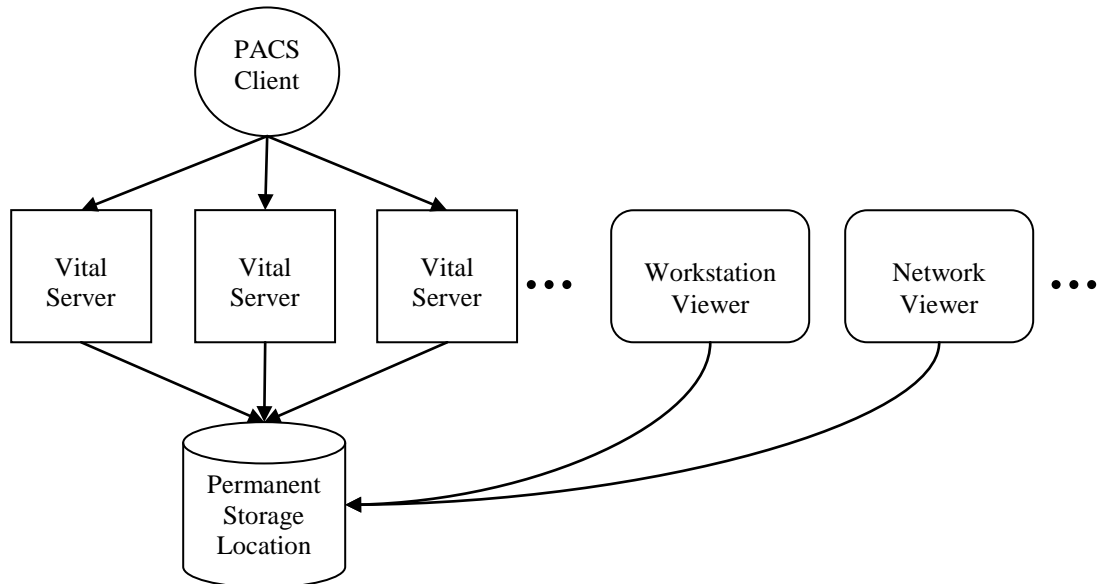 PACS
Client
Vital
Server
Vital
Server
Vital
Server
Workstation
Viewer
Network
Viewer
Permanent
Storage
Location